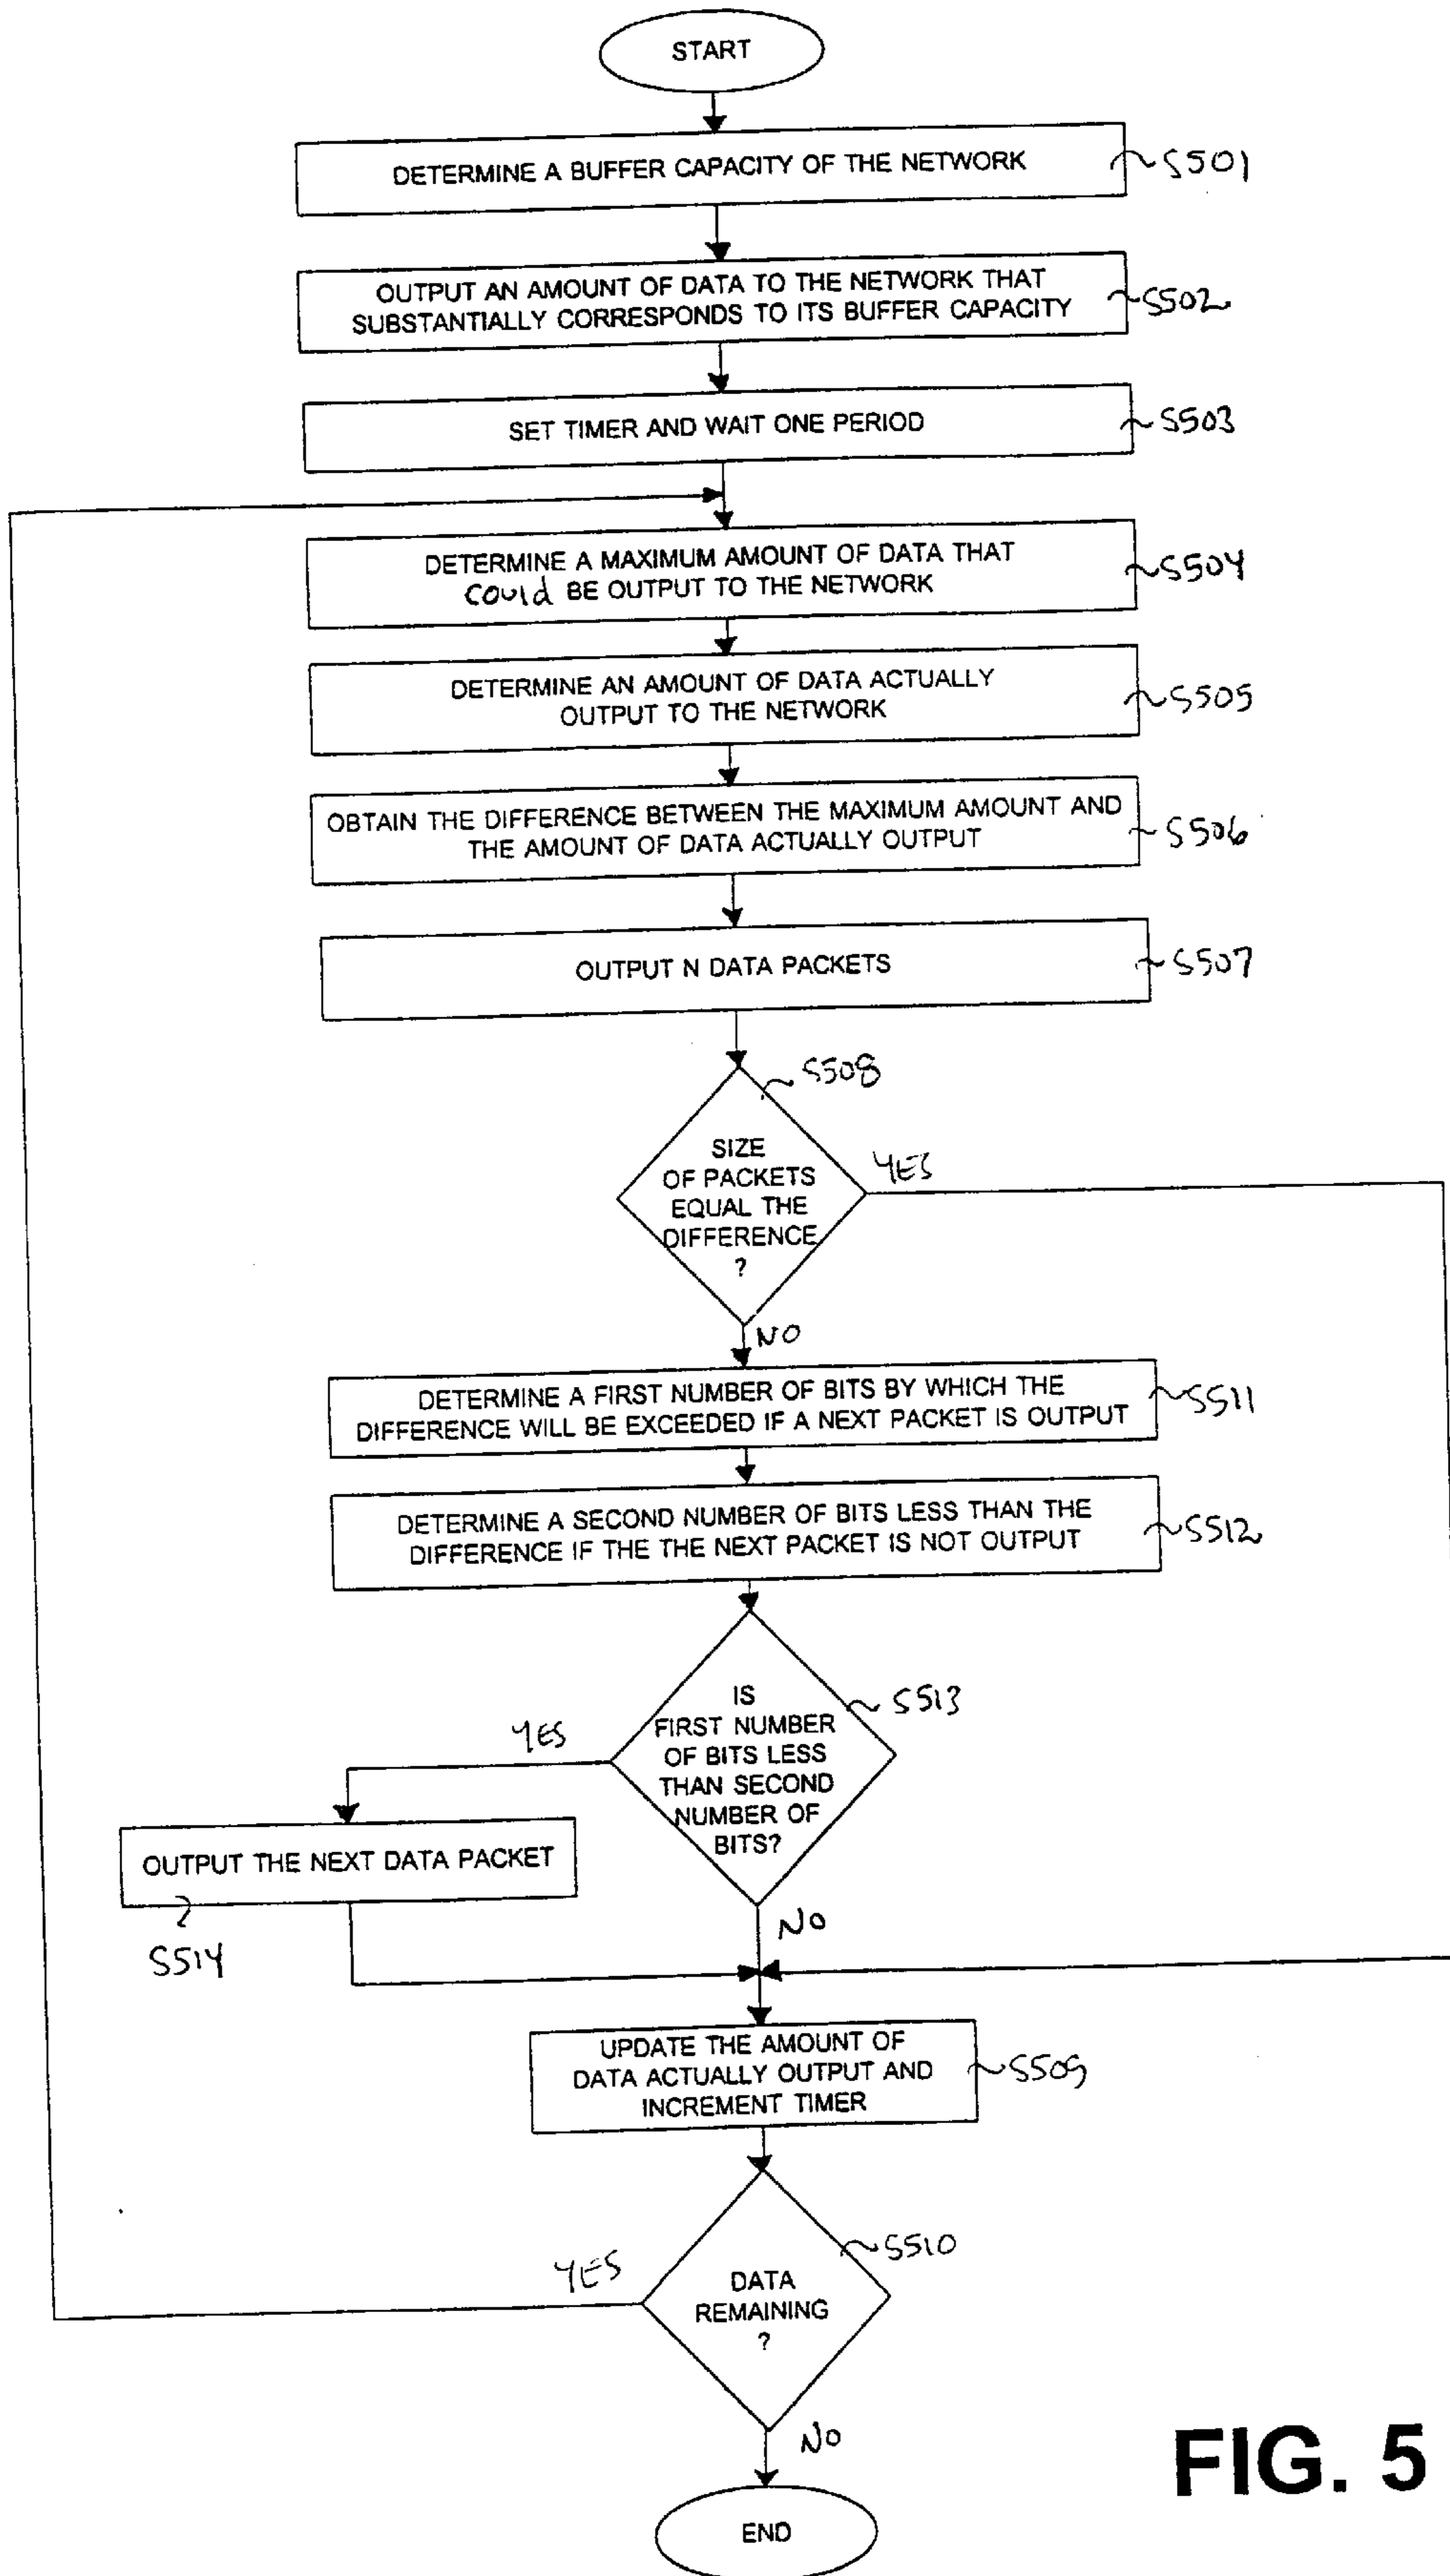 START
DETERMINE A BUFFER CAPACITY OF THE NETWORK
S501
OUTPUT AN AMOUNT OF DATA TO THE NETWORK THAT
SUBSTANTIALLY CORRESPONDS TO ITS BUFFER CAPACITY
S502
SET TIMER AND WAIT ONE PERIOD
S503
DETERMINE A MAXIMUM AMOUNT OF DATA THAT
could BE OUTPUT TO THE NETWORK
S504
DETERMINE AN AMOUNT OF DATA ACTUALLY
OUTPUT TO THE NETWORK
S505
OBTAIN THE DIFFERENCE BETWEEN THE MAXIMUM AMOUNT AND
THE AMOUNT OF DATA ACTUALLY OUTPUT
S506
OUTPUT N DATA PACKETS
S507
S508
SIZE
OF PACKETS
EQUAL THE
DIFFERENCE
?
YES
NO
DETERMINE A FIRST NUMBER OF BITS BY WHICH THE
DIFFERENCE WILL BE EXCEEDED IF A NEXT PACKET IS OUTPUT
S511
DETERMINE A SECOND NUMBER OF BITS LESS THAN THE
DIFFERENCE IF THE THE NEXT PACKET IS NOT OUTPUT
S512
IS
FIRST NUMBER
OF BITS LESS
THAN SECOND
NUMBER OF
BITS?
S513
YES
OUTPUT THE NEXT DATA PACKET
S514
NO
UPDATE THE AMOUNT OF
DATA ACTUALLY OUTPUT AND
INCREMENT TIMER
S509
DATA
REMAINING
?
S510
YES
NO
END
FIG. 5